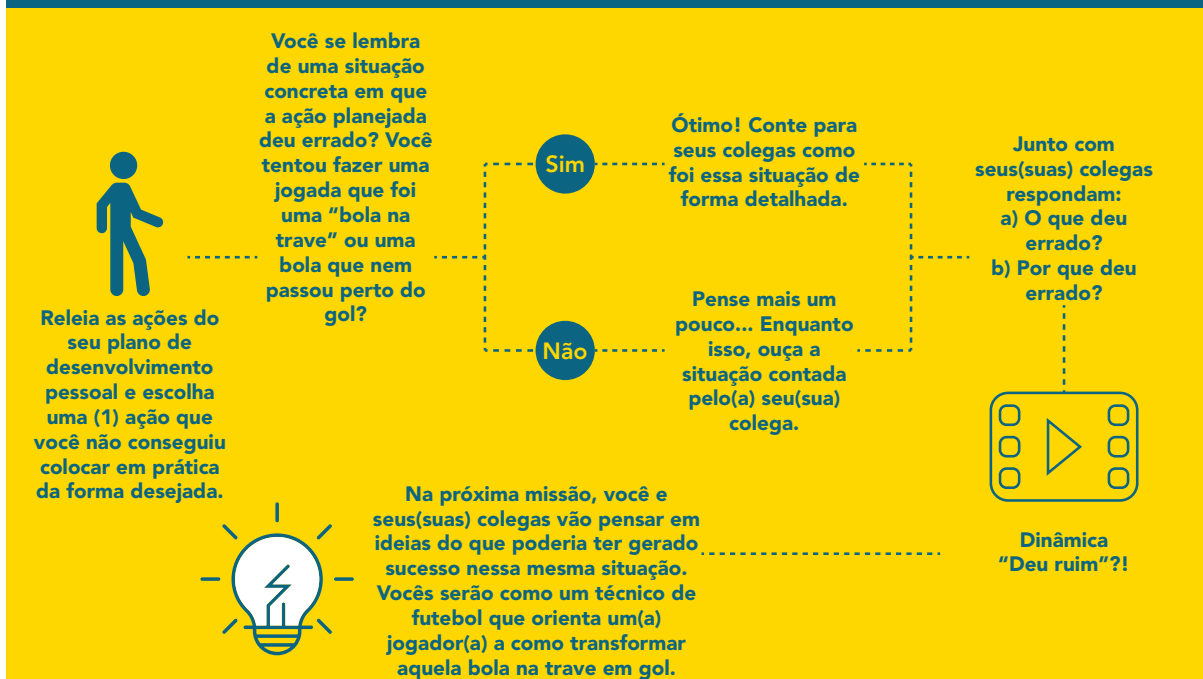 Releia as ações do
seu plano de
desenvolvimento
pessoal e escolha
uma (1) ação que
você não conseguiu
colocar em prática
da forma desejada.
Você se lembra
de uma situação
concreta em que
a ação planejada
deu errado? Você
tentou fazer uma
jogada que foi
uma “bola na
trave” ou uma
bola que nem
passou perto do
gol?
Sim
Ótimo! Conte para
seus colegas como
foi essa situação de
forma detalhada.
Não
Pense mais um
pouco... Enquanto
isso, ouça a
situação contada
pelo(a) seu(sua)
colega.
Junto com
seus(suas) colegas
respondam:
a) O que deu
errado?
b) Por que deu
errado?
Dinâmica
“Deu ruim”?!
Na próxima missão, você e
seus(suas) colegas vão pensar em
ideias do que poderia ter gerado
sucesso nessa mesma situação.
Vocês serão como um técnico de
futebol que orienta um(a)
jogador(a) a como transformar
aquela bola na trave em gol.